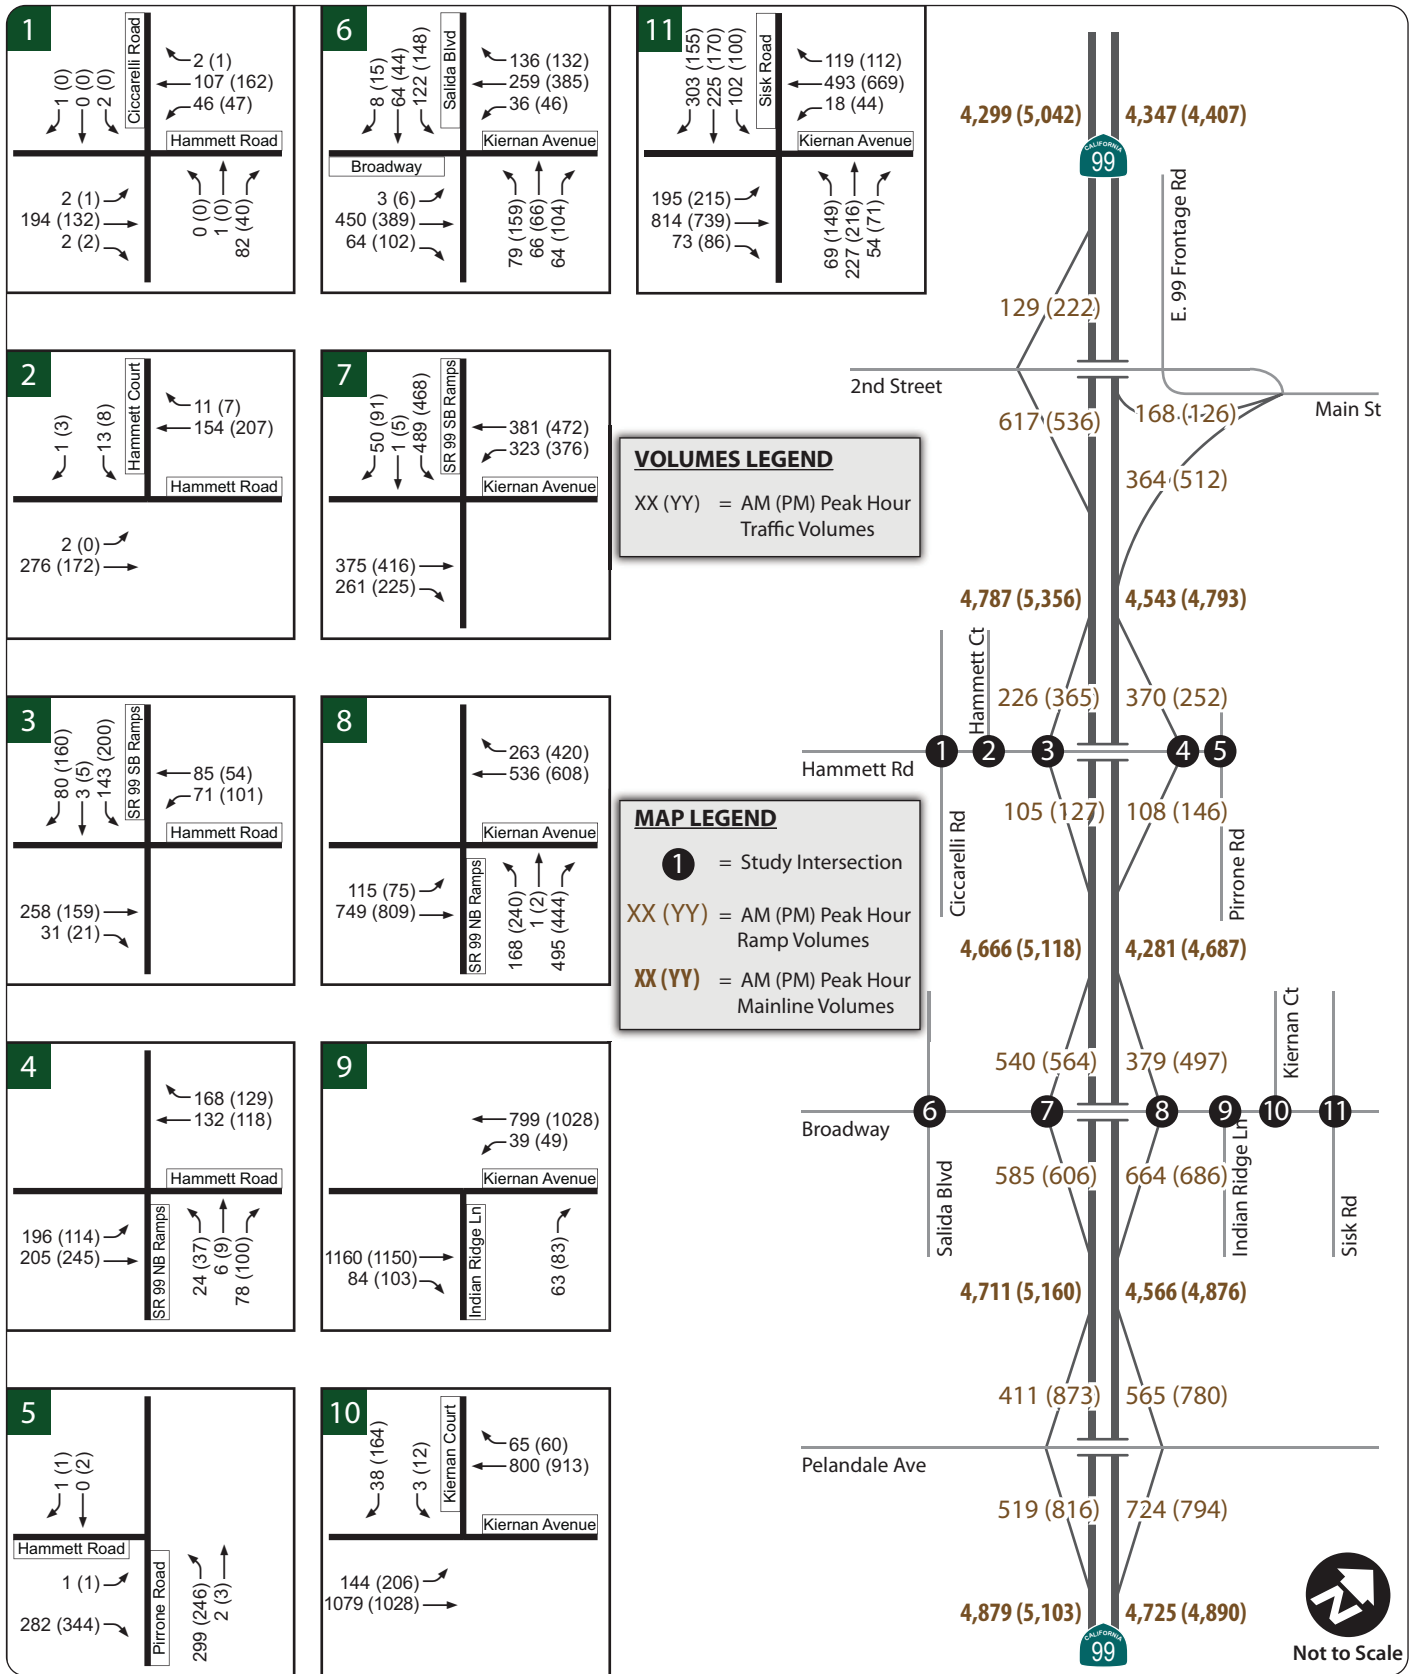 1
Ciccarelli Road
1 (0)
0 (0)
2 (0)
2 (1)
107 (162)
46 (47)
Hammett Road
2 (1)
194 (132)
2 (2)
0 (0)
1 (0)
82 (40)
6
Salida Blvd
8 (15)
64 (44)
122 (148)
136 (132)
259 (385)
36 (46)
Kiernan Avenue
Broadway
3 (6)
450 (389)
64 (102)
79 (159)
66 (66)
64 (104)
11
Sisk Road
303 (155)
225 (170)
102 (100)
119 (112)
493 (669)
18 (44)
Kiernan Avenue
195 (215)
814 (739)
73 (86)
69 (149)
227 (216)
54 (71)
2
Hammett Court
1 (3)
13 (8)
11 (7)
154 (207)
Hammett Road
2 (0)
276 (172)
7
SR 99 SB Ramps
50 (91)
1 (5)
489 (468)
381 (472)
323 (376)
Kiernan Avenue
375 (416)
261 (225)
3
SR 99 SB Ramps
80 (160)
3 (5)
143 (200)
85 (54)
71 (101)
Hammett Road
258 (159)
31 (21)
8
263 (420)
536 (608)
Kiernan Avenue
115 (75)
749 (809)
SR 99 NB Ramps
168 (240)
1 (2)
495 (444)
4
168 (129)
132 (118)
Hammett Road
196 (114)
205 (245)
SR 99 NB Ramps
24 (37)
6 (9)
78 (100)
9
799 (1028)
39 (49)
Kiernan Avenue
1160 (1150)
84 (103)
Indian Ridge Ln
63 (83)
5
1 (1)
0 (2)
Hammett Road
1 (1)
282 (344)
Pirrone Road
299 (246)
2 (3)
10
Kiernan Court
38 (164)
3 (12)
65 (60)
800 (913)
Kiernan Avenue
144 (206)
1079 (1028)
VOLUMES LEGEND
XX (YY) = AM (PM) Peak Hour
Traffic Volumes
MAP LEGEND
1 = Study Intersection
XX (YY) = AM (PM) Peak Hour
Ramp Volumes
XX (YY) = AM (PM) Peak Hour
Mainline Volumes
4,299 (5,042)
4,347 (4,407)
CALIFORNIA
99
E. 99 Frontage Rd
129 (222)
2nd Street
Main St
617 (536)
168 (126)
364 (512)
4,787 (5,356)
4,543 (4,793)
Hammett Ct
226 (365)
370 (252)
1
2
3
4
5
Hammett Rd
105 (127)
108 (146)
Ciccarelli Rd
Pirrone Rd
4,666 (5,118)
4,281 (4,687)
Kiernan Ct
540 (564)
379 (497)
6
7
8
9
10
11
Broadway
Salida Blvd
585 (606)
664 (686)
Indian Ridge Ln
Sisk Rd
4,711 (5,160)
4,566 (4,876)
411 (873)
565 (780)
Pelandale Ave
519 (816)
724 (794)
4,879 (5,103)
4,725 (4,890)
CALIFORNIA
99
N
Not to Scale